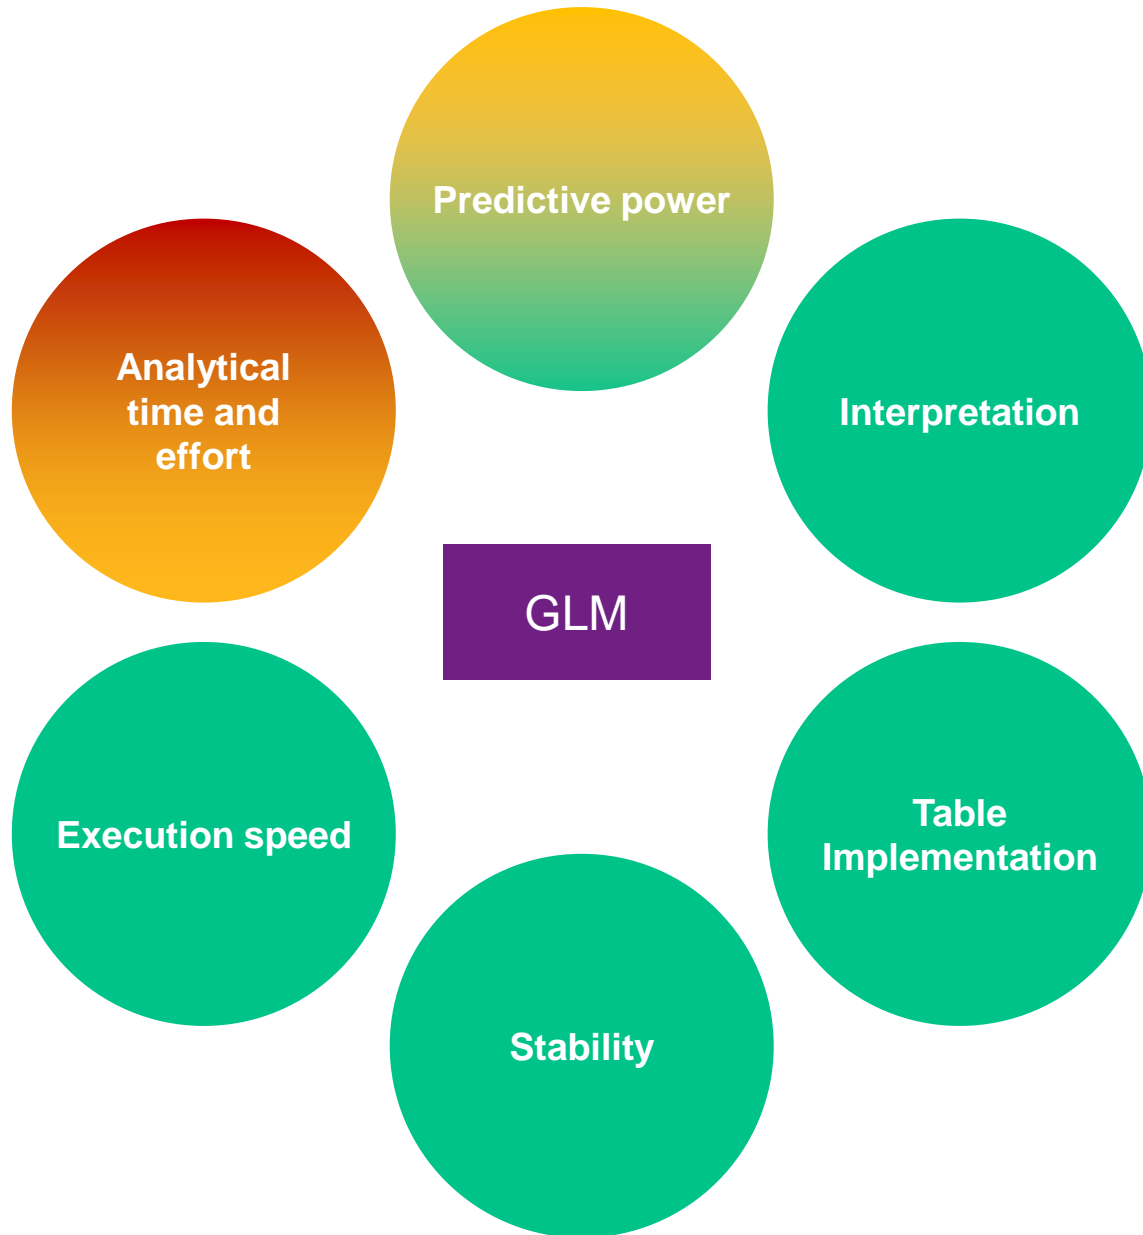 Predictive power
Analytical
time and
effort
Interpretation
GLM
Execution speed
Table
Implementation
Stability